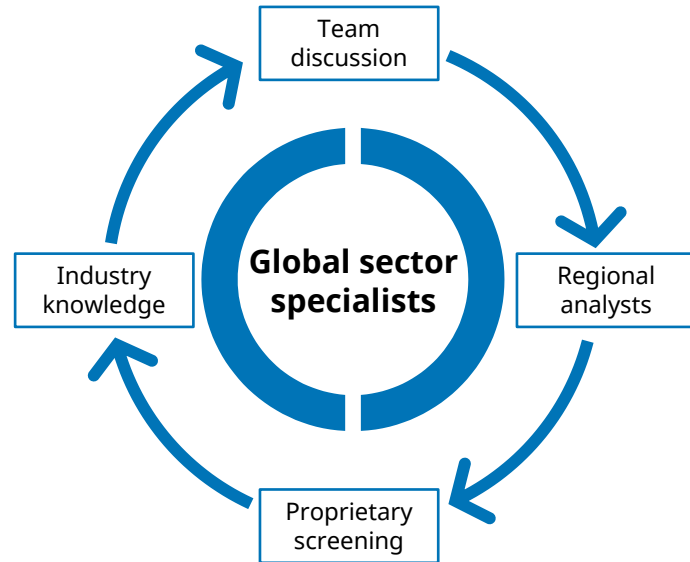 Team
discussion
Global sector
specialists
Industry
knowledge
Regional
analysts
Proprietary
screening